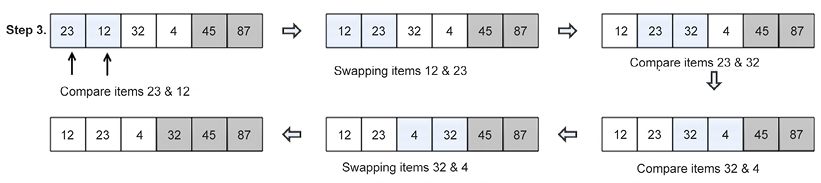 Step 3. 23 12 32 4 45 87
12 23 32 4 45 87
12 23 32 4 45 87
Compare items 23 & 12
Swapping items 12 & 23
Compare items 23 & 32
12 23 4 32 45 87
12 23 4 32 45 87
12 23 32 4 45 87
Swapping items 32 & 4
Compare items 32 & 4